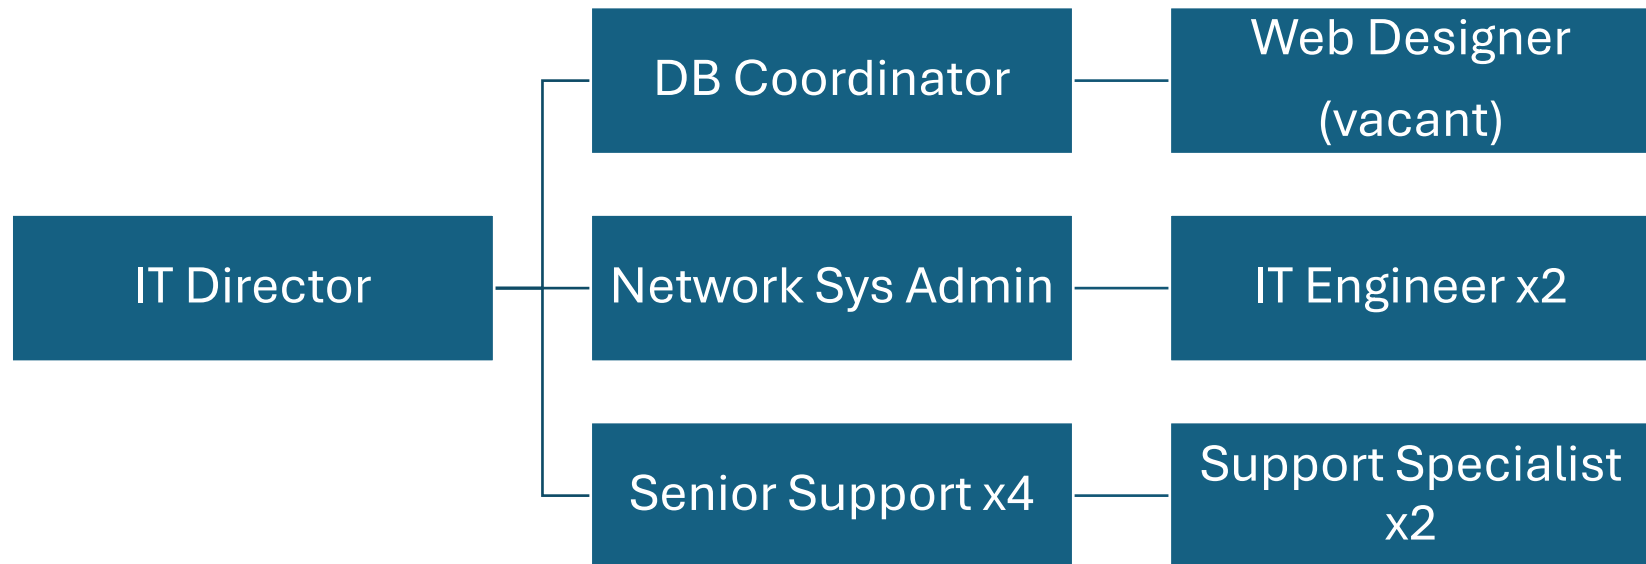 DB Coordinator
Web Designer
(vacant)
IT Director
Network Sys Admin
IT Engineer x2
Senior Support x4
Support Specialist
x2